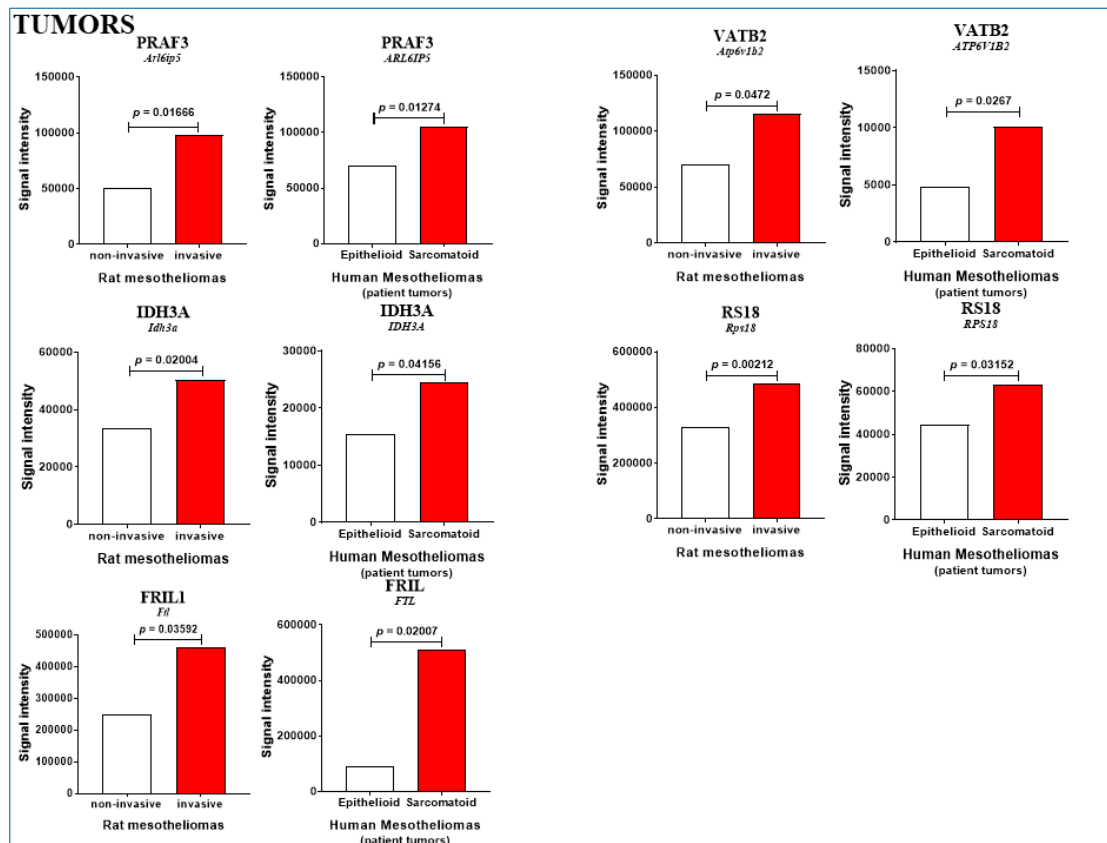 TUMORS
PRAF3
Arl6ip5
150000
100000
50000
0
Signal intensity
p = 0.01666
non-invasive invasive
Rat mesotheliomas
PRAF3
ARL6IP5
150000
100000
50000
0
Signal intensity
p = 0.01274
Epithelioid Sarcomatoid
Human Mesotheliomas
(patient tumors)
VATB2
Atp6v1b2
150000
100000
50000
0
Signal intensity
p = 0.0472
non-invasive invasive
Rat mesotheliomas
VATB2
ATP6V1B2
15000
10000
5000
0
Signal intensity
p = 0.0267
Epithelioid Sarcomatoid
Human Mesotheliomas
(patient tumors)
IDH3A
Idh3a
60000
40000
20000
0
Signal intensity
p = 0.02004
non-invasive invasive
Rat mesotheliomas
IDH3A
IDH3A
30000
20000
10000
0
Signal intensity
p = 0.04156
Epithelioid Sarcomatoid
Human Mesotheliomas
(patient tumors)
RS18
Rps18
600000
400000
200000
0
Signal intensity
p = 0.00212
non-invasive invasive
Rat mesotheliomas
RS18
RPS18
80000
60000
40000
20000
0
Signal intensity
p = 0.03152
Epithelioid Sarcomatoid
Human Mesotheliomas
(patient tumors)
FRIL1
Ftl
500000
400000
300000
200000
100000
0
Signal intensity
p = 0.03592
non-invasive invasive
Rat mesotheliomas
FRIL
FTL
600000
400000
200000
0
Signal intensity
p = 0.02007
Epithelioid Sarcomatoid
Human Mesotheliomas
(patient tumors)